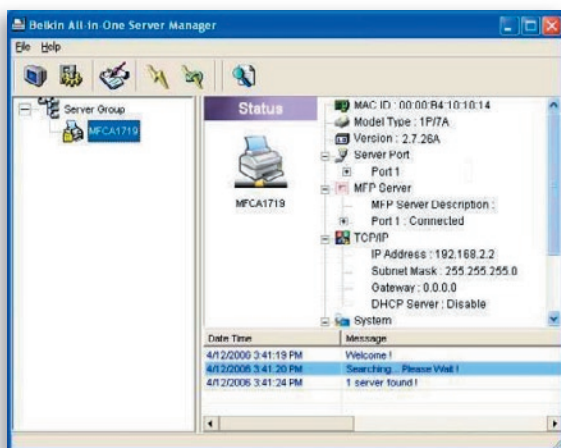 Belkin All-in-One Server Manager
File Help
Server Group
MFCA1719
Status
MFCA1719
MAC ID : 00:00:B4:10:10:14
Model Type : 1P/7A
Version : 2.7.26A
Server Port
Port 1
MFP Server
MFP Server Description :
Port 1 : Connected
TCP/IP
IP Address : 192.168.2.2
Subnet Mask : 255.255.255.0
Gateway : 0.0.0.0
DHCP Server : Disable
System
Date Time Message
4/12/2006 3:41:19 PM Welcome !
4/12/2006 3:41:20 PM Searching... Please Wait !
4/12/2006 3:41:24 PM 1 server found !